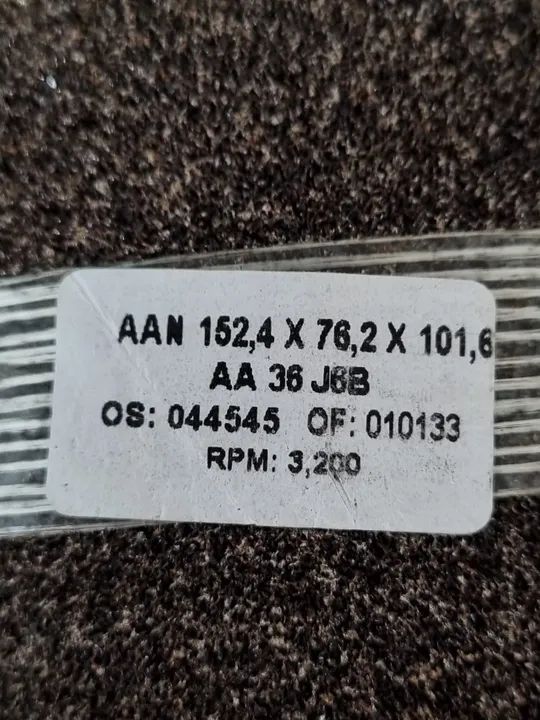 AAN 152,4 X 76,2 X 101,6
AA 36 J6B
OS: 044545 OF: 010133
RPM: 3,200